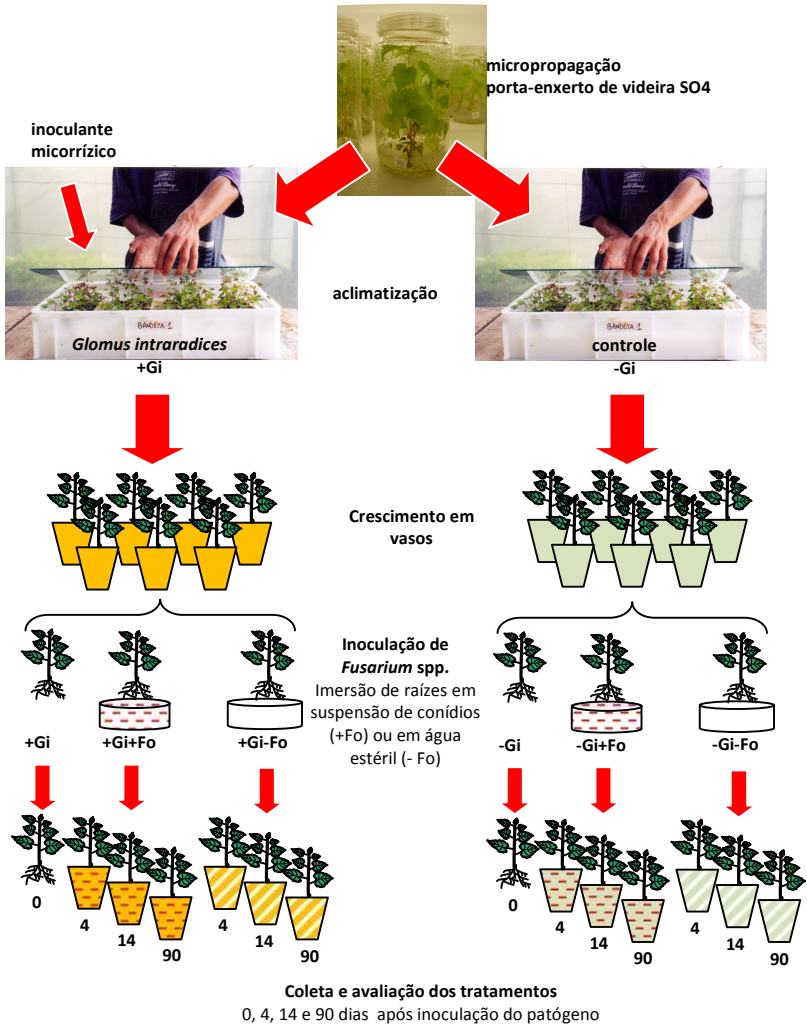 micropropagação
porta-enxerto de videira SO4
inoculante
micorrízico
aclimatização
BANDEJA 1
Glomus intraradices
+Gi
BANDEJA 1
controle
-Gi
Crescimento em
vasos
Inoculação de
Fusarium spp.
Imersão de raízes em
suspensão de conídios
(+Fo) ou em água
estéril (- Fo)
+Gi
+Gi+Fo
+Gi-Fo
-Gi
-Gi+Fo
-Gi-Fo
0
4
14
90
4
14
90
0
4
14
90
4
14
90
Coleta e avaliação dos tratamentos
0, 4, 14 e 90 dias após inoculação do patógeno